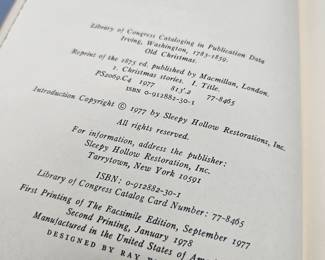 Library of Congress Cataloging in Publication Data
Irving, Washington, 1783-1859.
Old Christmas.
Reprint of the 1875 ed. published by Macmillan, London.
1. Christmas stories. I. Title.
PS2069.C4 1977 813'.2 77-8465
ISBN 0-912882-30-1
Introduction Copyright © 1977 by Sleepy Hollow Restorations, Inc.
All rights reserved.
For information, address the publisher:
Sleepy Hollow Restoration, Inc.
Tarrytown, New York 10591
ISBN: 0-912882-30-1
Library of Congress Catalog Card Number: 77-8465
First Printing of The Facsimile Edition, September 1977
Second Printing, January 1978
Manufactured in the United States of Ame
DESIGNED BY RAY